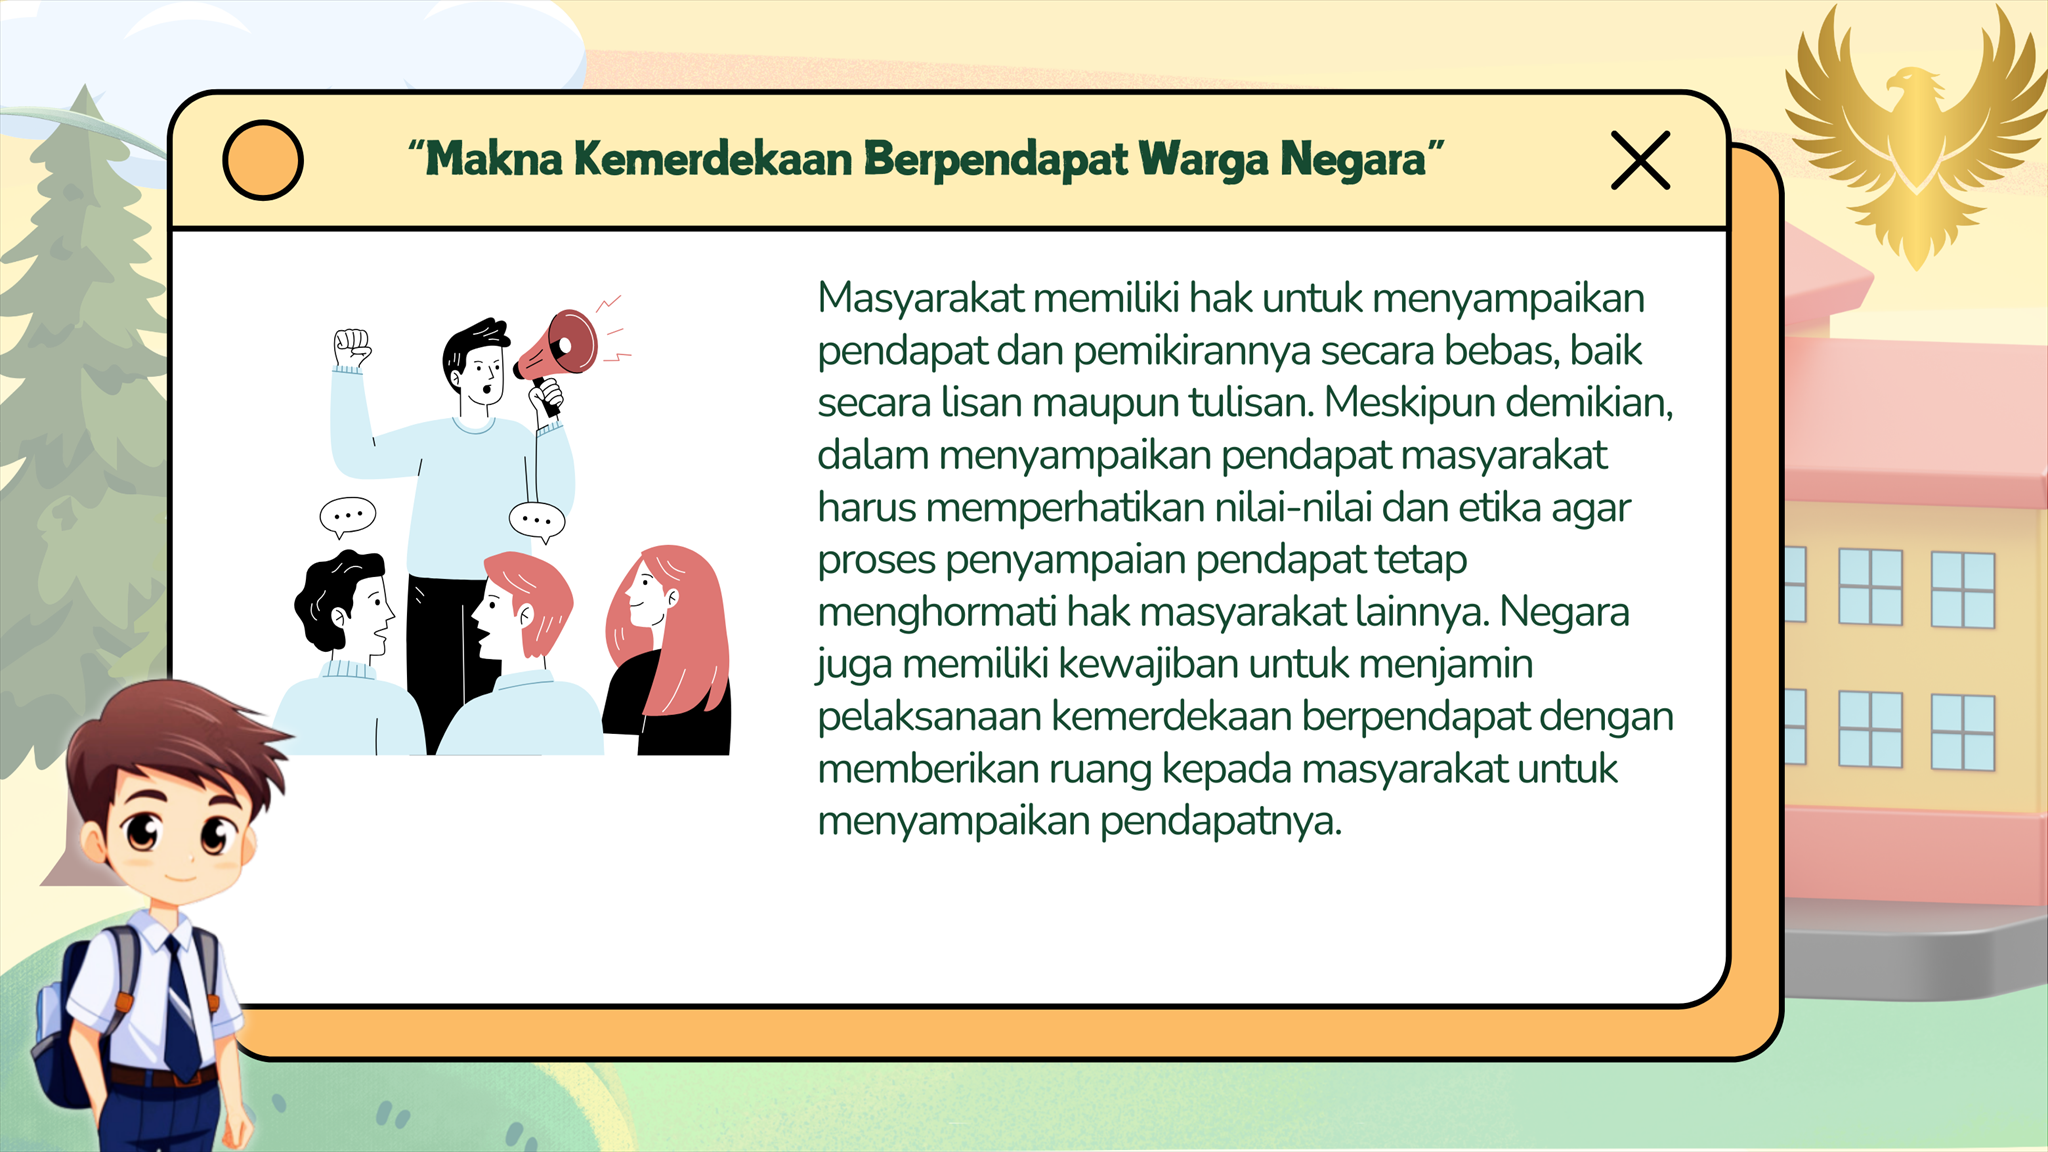 “Makna Kemerdekaan Berpendapat Warga Negara”
Masyarakat memiliki hak untuk menyampaikan
pendapat dan pemikirannya secara bebas, baik
secara lisan maupun tulisan. Meskipun demikian,
dalam menyampaikan pendapat masyarakat
harus memperhatikan nilai-nilai dan etika agar
proses penyampaian pendapat tetap
menghormati hak masyarakat lainnya. Negara
juga memiliki kewajiban untuk menjamin
pelaksanaan kemerdekaan berpendapat dengan
memberikan ruang kepada masyarakat untuk
menyampaikan pendapatnya.